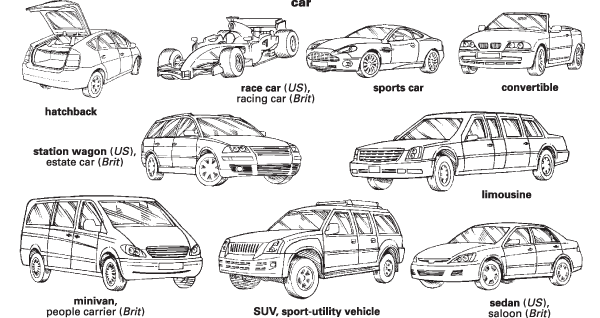 car
hatchback
race car (US),
racing car (Brit)
sports car
convertible
station wagon (US),
estate car (Brit)
limousine
minivan,
people carrier (Brit)
SUV, sport-utility vehicle
sedan (US),
saloon (Brit)